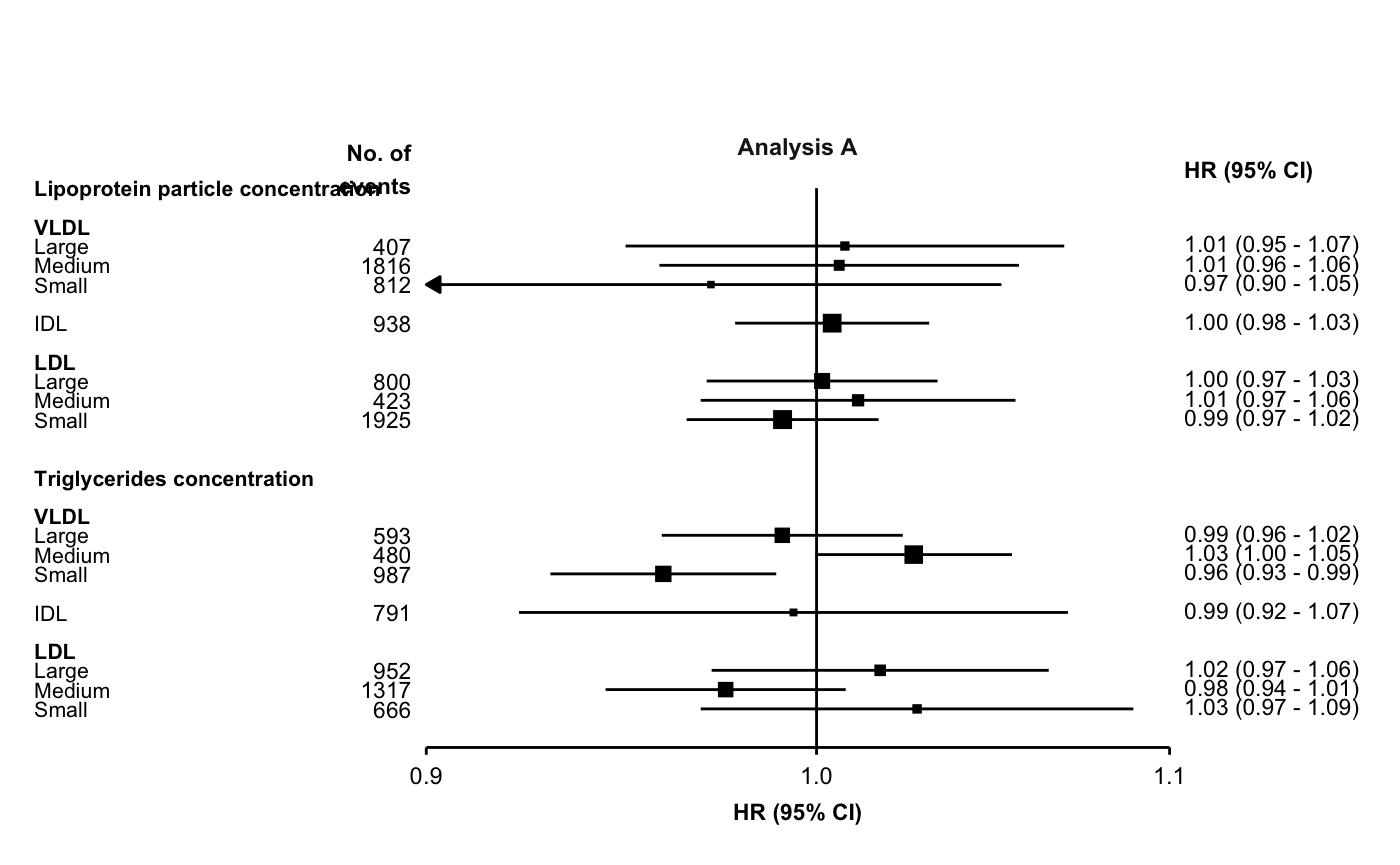 No. of
events
Analysis A
HR (95% CI)
Lipoprotein particle concentration
VLDL
Large 407 1.01 (0.95 - 1.07)
Medium 1816 1.01 (0.96 - 1.06)
Small 812 0.97 (0.90 - 1.05)
IDL 938 1.00 (0.98 - 1.03)
LDL
Large 800 1.00 (0.97 - 1.03)
Medium 423 1.01 (0.97 - 1.06)
Small 1925 0.99 (0.97 - 1.02)
Triglycerides concentration
VLDL
Large 593 0.99 (0.96 - 1.02)
Medium 480 1.03 (1.00 - 1.05)
Small 987 0.96 (0.93 - 0.99)
IDL 791 0.99 (0.92 - 1.07)
LDL
Large 952 1.02 (0.97 - 1.06)
Medium 1317 0.98 (0.94 - 1.01)
Small 666 1.03 (0.97 - 1.09)
0.9 1.0 1.1
HR (95% CI)